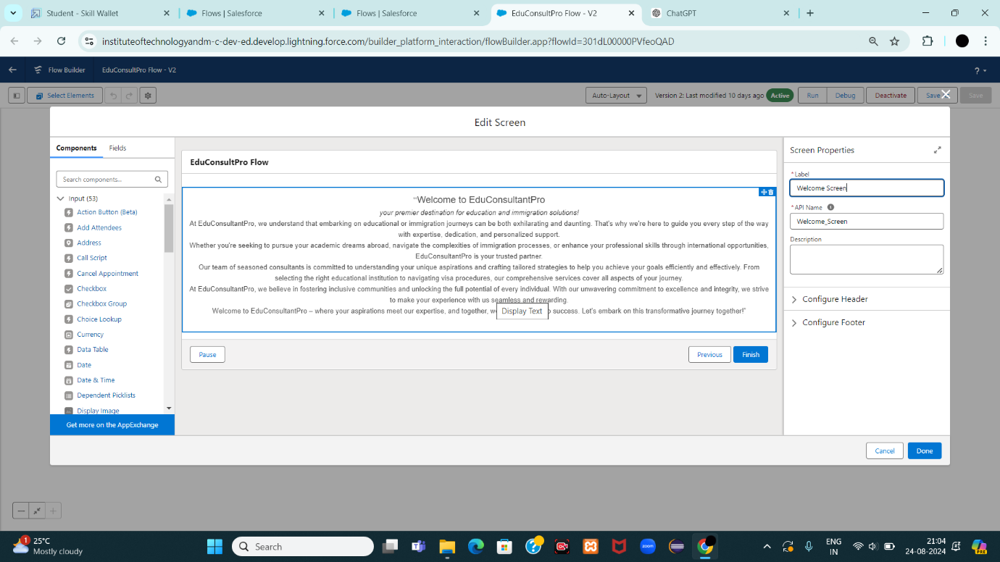 Student - Skill Wallet
Flows | Salesforce
Flows | Salesforce
EduConsultPro Flow - V2
ChatGPT
instituteoftechnologyandm-c-dev-ed.develop.lightning.force.com/builder_platform_interaction/flowBuilder.app?flowId=301dL00000PVfeoQAD
Flow Builder
EduConsultPro Flow - V2
?
Select Elements
Auto-Layout
Version 2: Last modified 10 days ago
Active
Run
Debug
Deactivate
Save
Save
Edit Screen
Components
Fields
Search components...
Input (53)
Action Button (Beta)
Add Attendees
Address
Call Script
Cancel Appointment
Checkbox
Checkbox Group
Choice Lookup
Currency
Data Table
Date
Date & Time
Dependent Picklists
Display Image
Get more on the AppExchange
EduConsultPro Flow
“Welcome to EduConsultantPro
your premier destination for education and immigration solutions!
At EduConsultantPro, we understand that embarking on educational or immigration journeys can be both exhilarating and daunting. That's why we're here to guide you every step of the way
with expertise, dedication, and personalized support.
Whether you're seeking to pursue your academic dreams abroad, navigate the complexities of immigration processes, or enhance your professional skills through international opportunities,
EduConsultantPro is your trusted partner.
Our team of seasoned consultants is committed to understanding your unique aspirations and crafting tailored strategies to help you achieve your goals efficiently and effectively. From
selecting the right educational institution to navigating visa procedures, our comprehensive services cover all aspects of your journey.
At EduConsultantPro, we believe in fostering inclusive communities and unlocking the full potential of every individual. With our unwavering commitment to excellence and integrity, we strive
to make your experience with us seamless and rewarding.
Welcome to EduConsultantPro – where your aspirations meet our expertise, and together, success. Let's embark on this transformative journey together!”
Display Text
Pause
Previous
Finish
Screen Properties
* Label
Welcome Screen
* API Name
Welcome_Screen
Description
Configure Header
Configure Footer
Cancel
Done
1
25°C
Mostly cloudy
Search
zoom
ENG
IN
21:04
24-08-2024
PRE